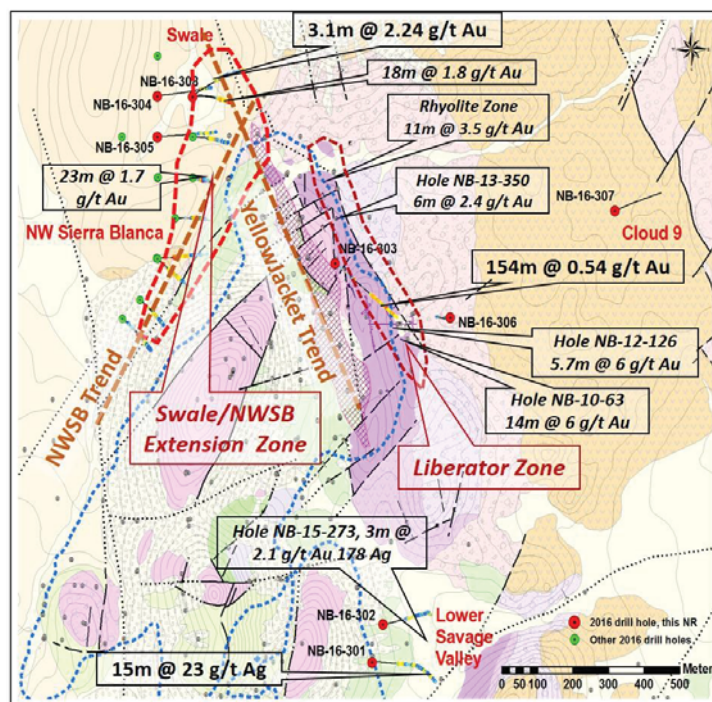 3.1m @ 2.24 g/t Au
Swale
NB-16-308
18m @ 1.8 g/t Au
NB-16-304
Rhyolite Zone
11m @ 3.5 g/t Au
NB-16-305
23m @ 1.7
g/t Au
Hole NB-13-350
6m @ 2.4 g/t Au
NB-16-307
NW Sierra Blanca
NB-16-303
Cloud 9
YellowJacket Trend
154m @ 0.54 g/t Au
NB-16-306
Hole NB-12-126
5.7m @ 6 g/t Au
NWSB Trend
Swale/NWSB
Extension Zone
Hole NB-10-63
14m @ 6 g/t Au
Liberator Zone
Hole NB-15-273, 3m @
2.1 g/t Au 178 Ag
NB-16-302
Lower
Savage
Valley
2016 drill hole, this NR
Other 2016 drill holes
NB-16-301
15m @ 23 g/t Ag
Meter
0 50 100 200 300 400 500